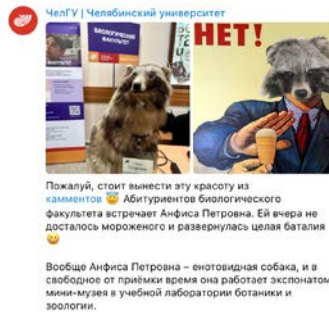 ЧелГУ | Челябинский университет
БИОЛОГИЧЕСКИЙ
ФАКУЛЬТЕТ
НЕТ!
Пожалуй, стоит вынести эту красоту из
камментов 😇 Абитуриентов биологического
факультета встречает Анфиса Петровна. Ей вчера не
досталось мороженого и развернулась целая баталия
😄
Вообще Анфиса Петровна – енотовидная собака, и в
свободное от приёмки время она работает экспонатом
мини-музея в учебной лаборатории ботаники и
зоологии.